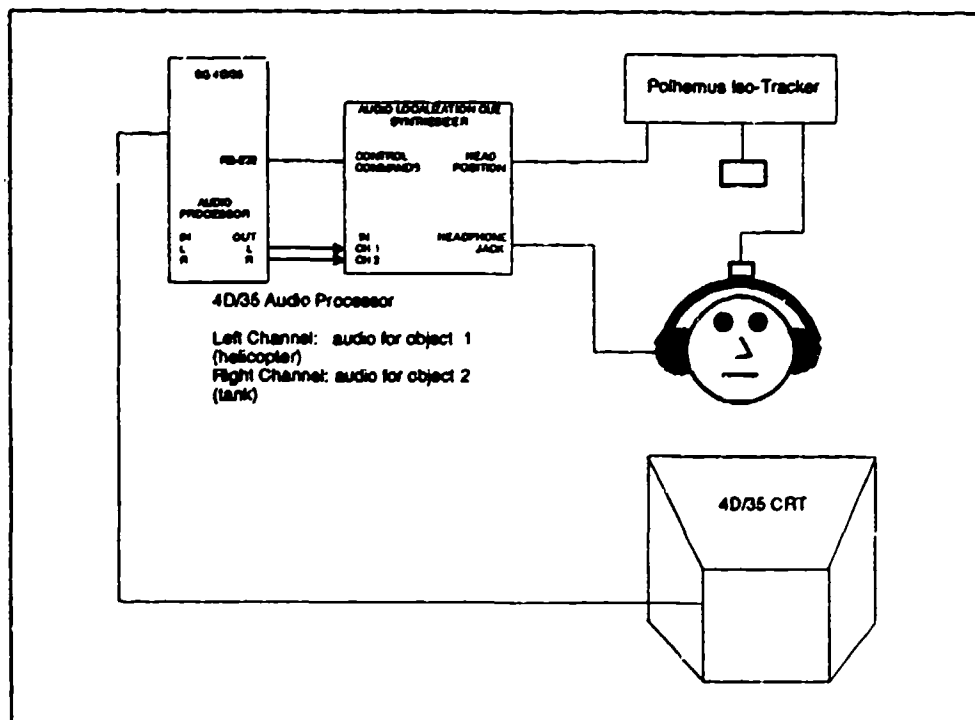 SG 4D/35
Polhemus Iso-Tracker
AUDIO LOCALIZATION CUE
SYNTHESIZER
RS-232
CONTROL
COMMANDS
HEAD
POSITION
AUDIO
PROCESSOR
IN OUT
L L
R R
IN
CH 1
CH 2
HEADPHONE
JACK
4D/35 Audio Processor
Left Channel: audio for object 1
(helicopter)
Right Channel: audio for object 2
(tank)
4D/35 CRT